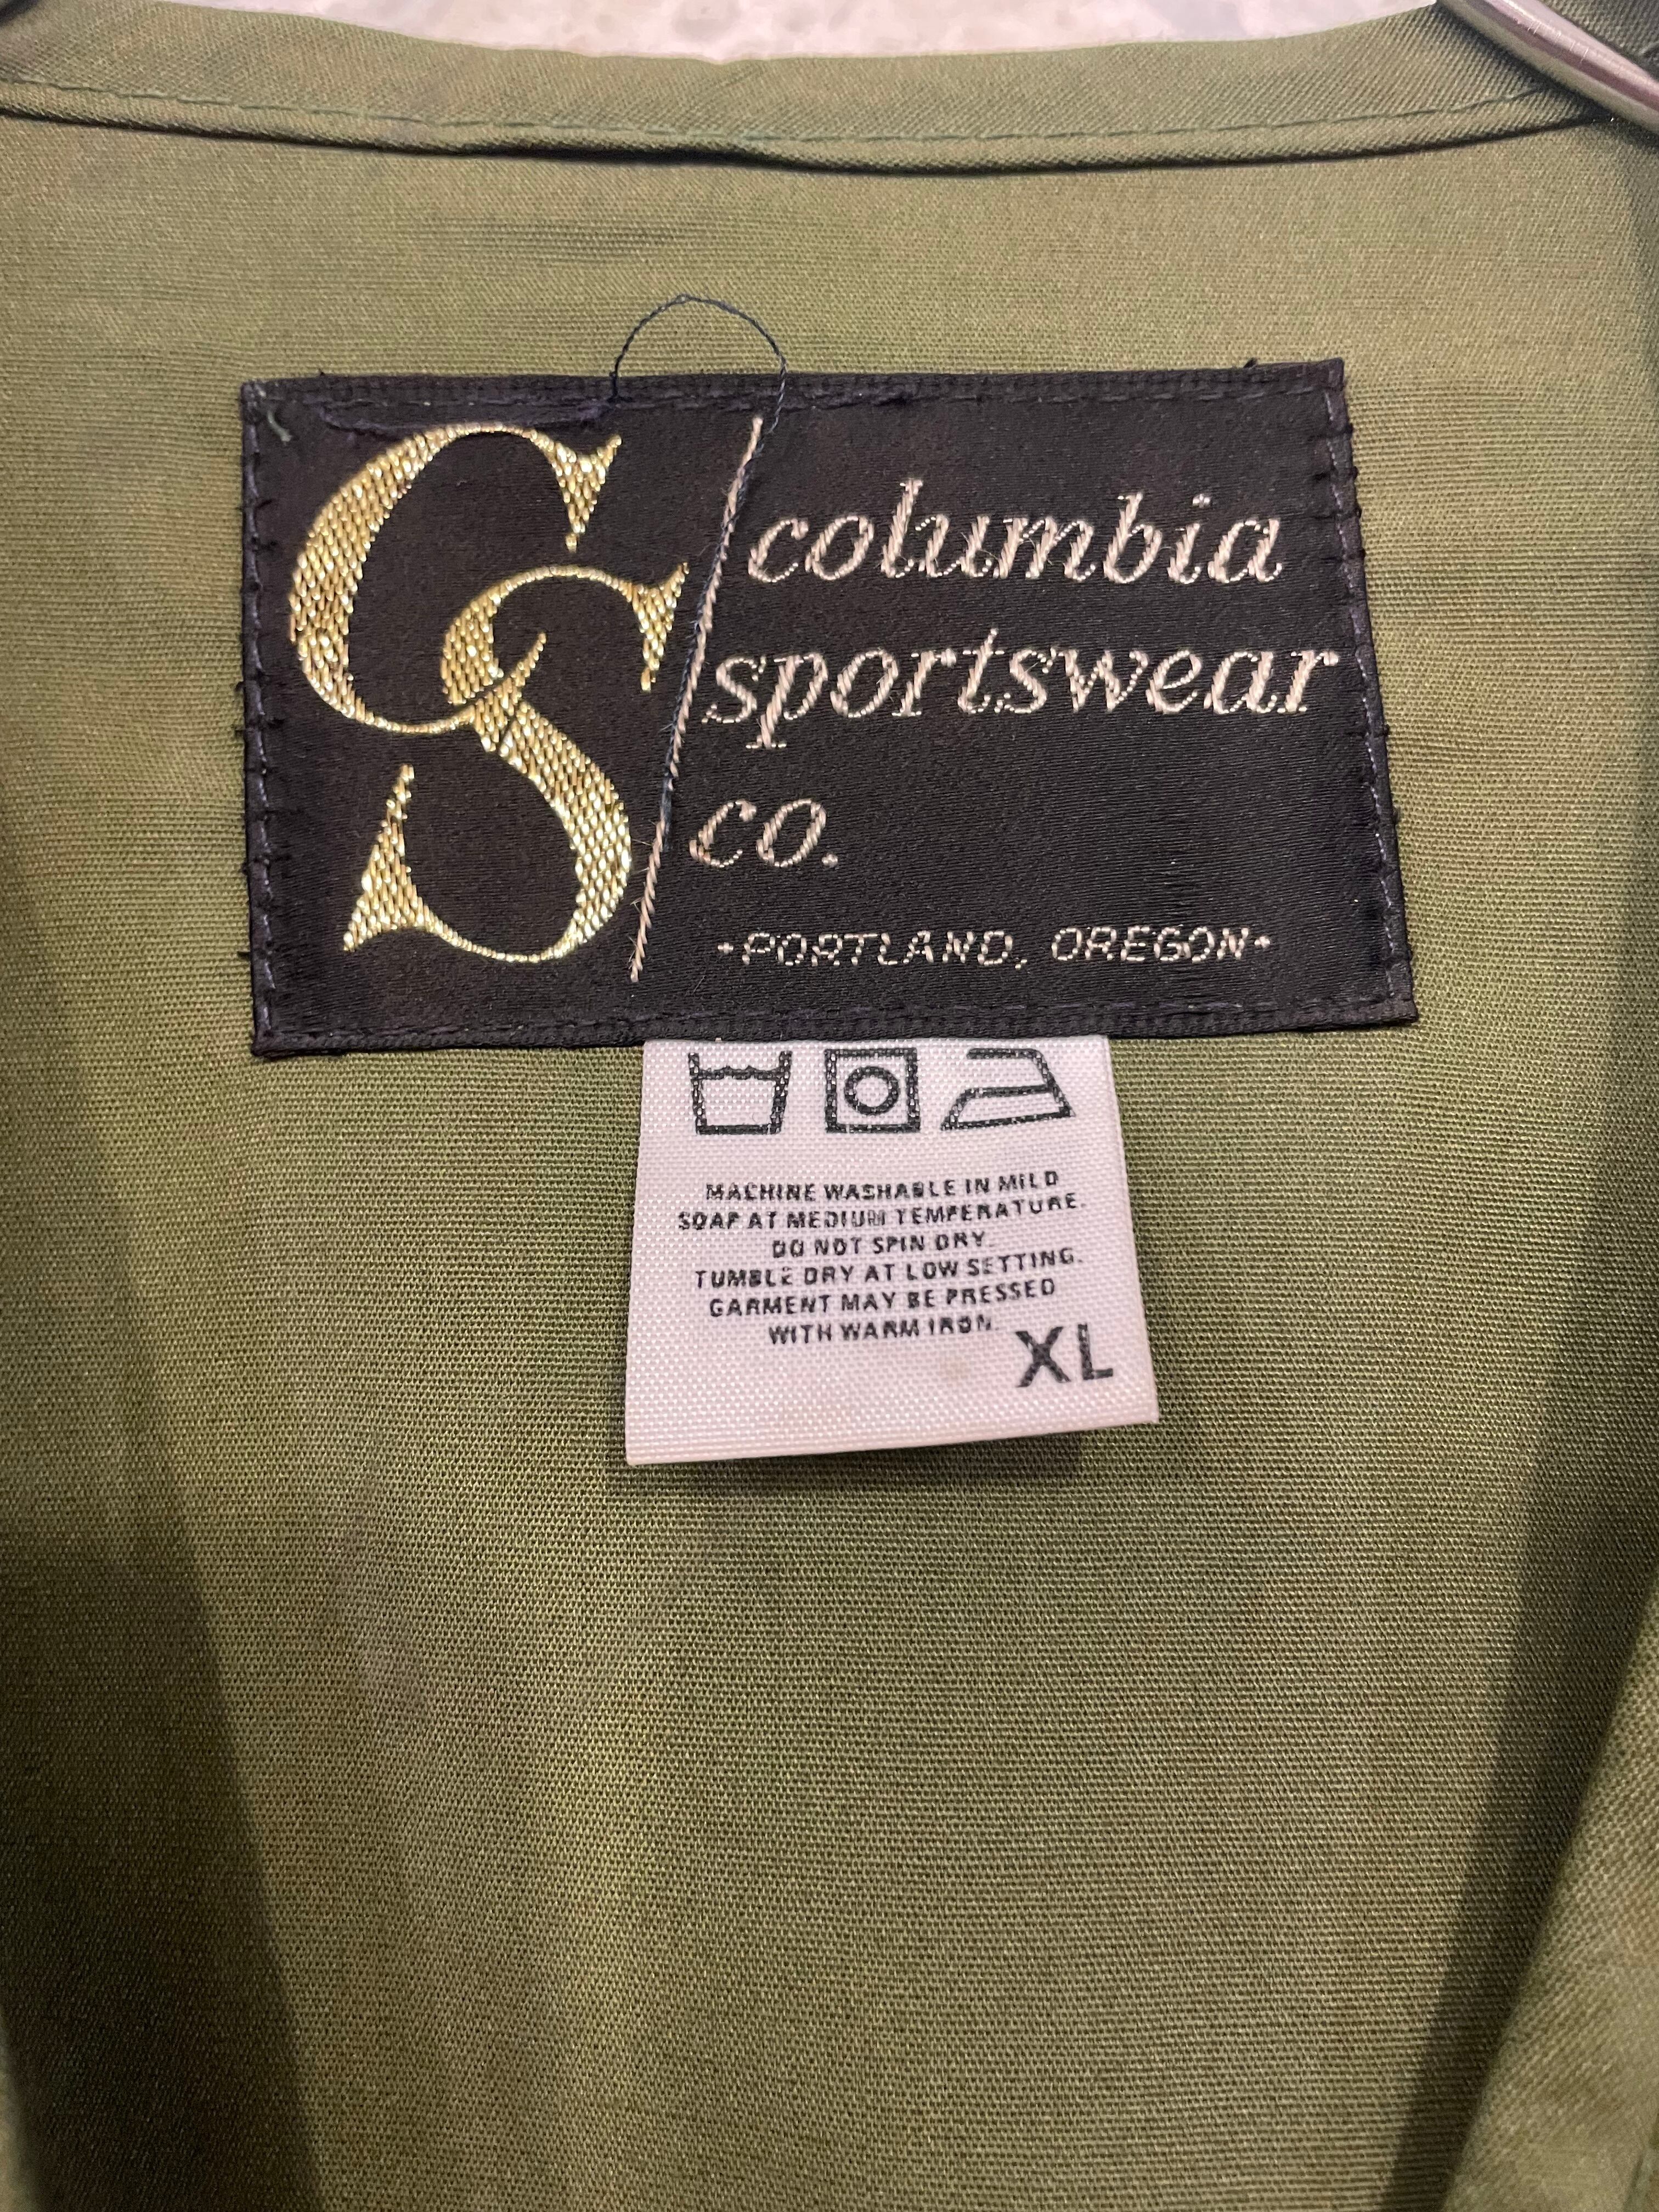 CS
columbia
sportswear
co.
•PORTLAND, OREGON•
MACHINE WASHABLE IN MILD
SOAP AT MEDIUM TEMPERATURE.
DO NOT SPIN DRY.
TUMBLE DRY AT LOW SETTING.
GARMENT MAY BE PRESSED
WITH WARM IRON.
XL